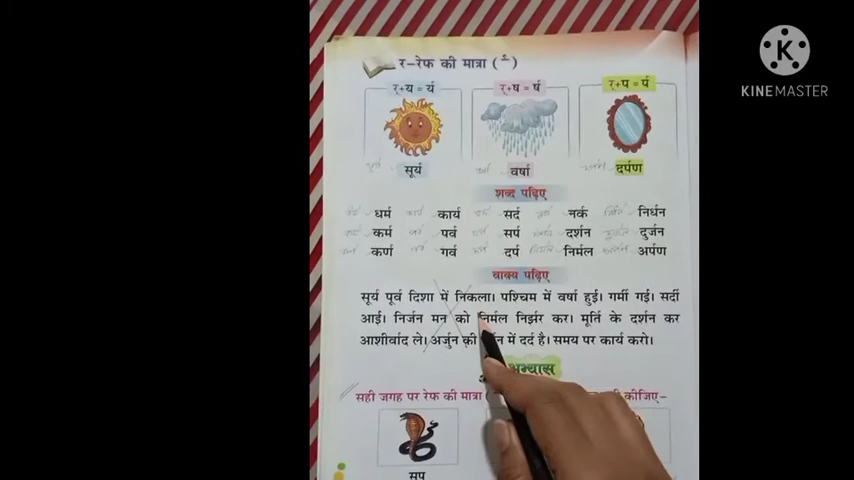 र-रेफ की मात्रा (र्)
र्+य = र्य र्+ष = र्ष र्+प = र्प
सूर्य वर्षा दर्पण
शब्द पढ़िए
धर्म कार्य सर्द नर्क निर्धन
कर्म पर्व सर्प दर्शन दुर्जन
कर्ण गर्व दर्प निर्मल अर्पण
वाक्य पढ़िए
सूर्य पूर्व दिशा में निकला। पश्चिम में वर्षा हुई। गर्मी गई। सर्दी
आई। निर्जन मन को निर्मल निर्झर कर। मूर्ति के दर्शन कर
आशीर्वाद ले। अर्जुन की में दर्द है। समय पर कार्य करो।
अभ्यास
सही जगह पर रेफ की मात्रा कीजिए-
सप
KINEMASTER